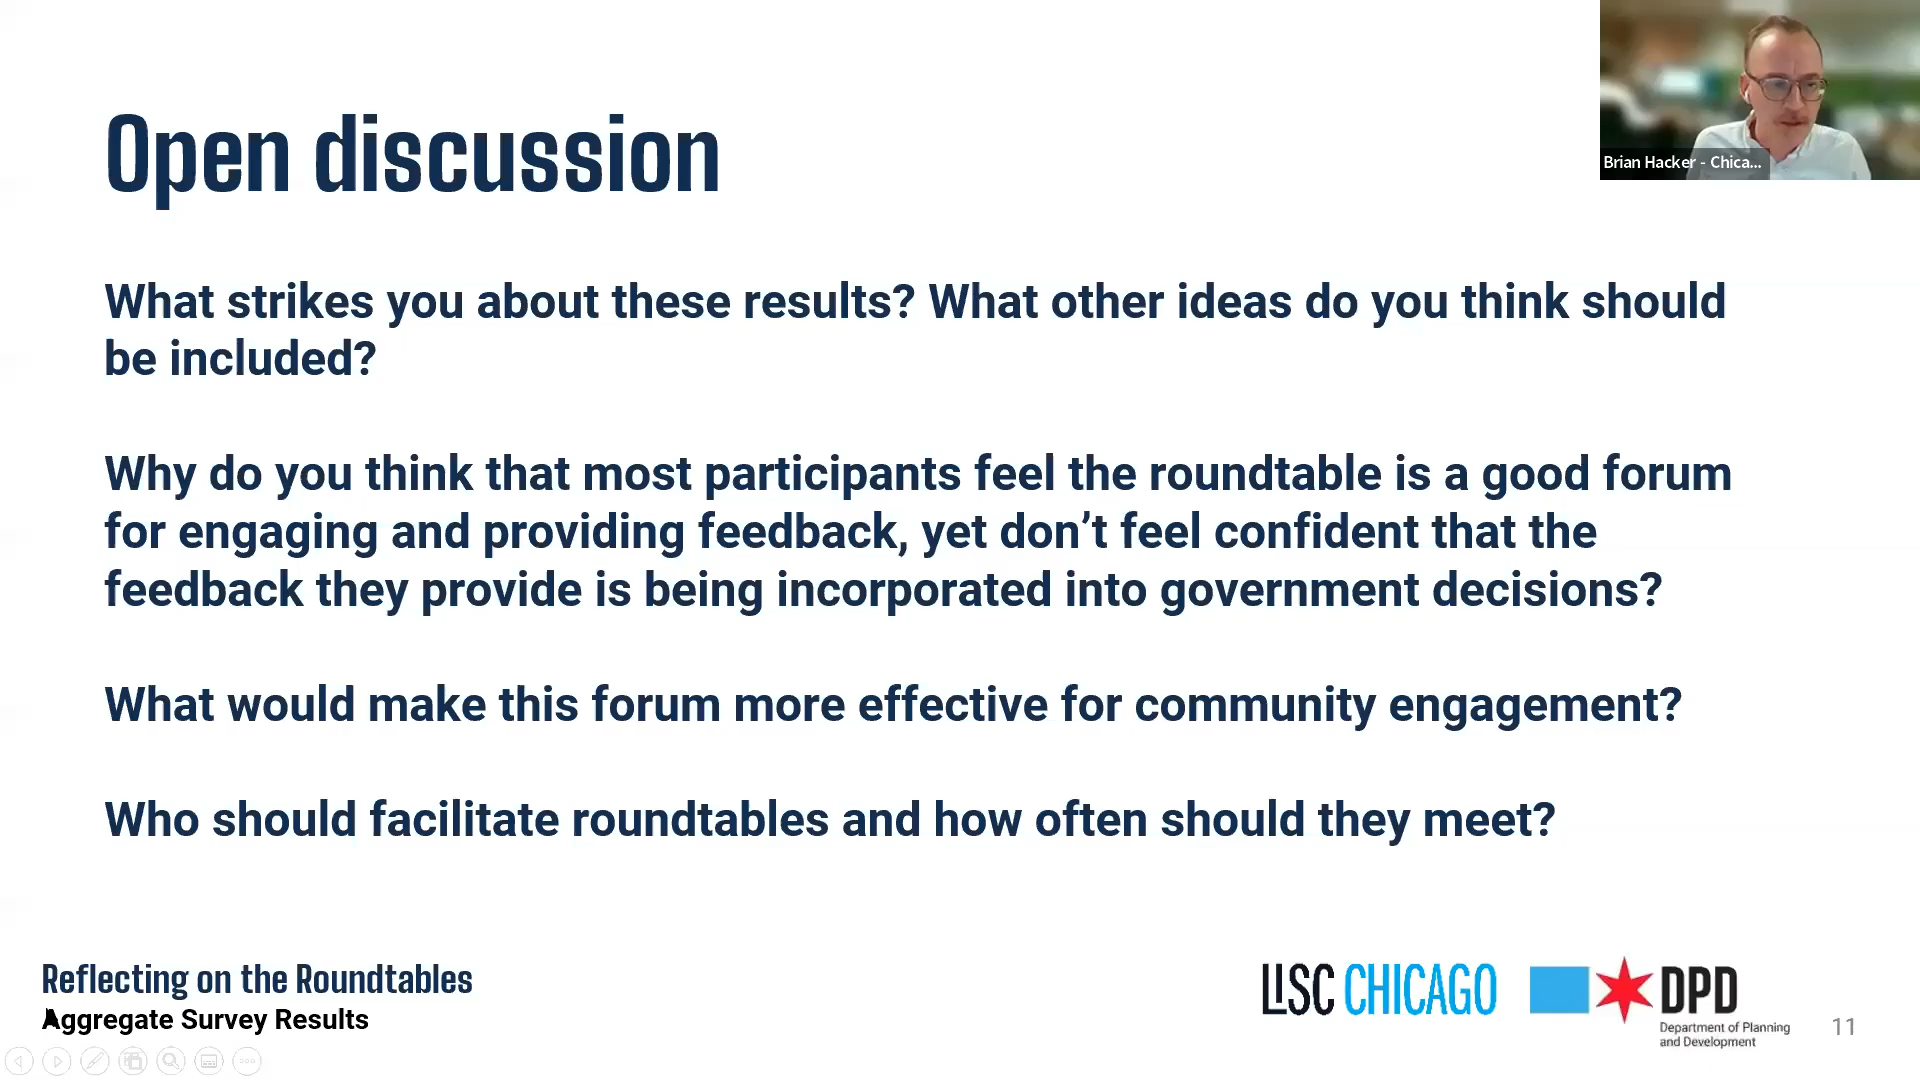 Open discussion
Brian Hacker - Chica...
What strikes you about these results? What other ideas do you think should
be included?
Why do you think that most participants feel the roundtable is a good forum
for engaging and providing feedback, yet don’t feel confident that the
feedback they provide is being incorporated into government decisions?
What would make this forum more effective for community engagement?
Who should facilitate roundtables and how often should they meet?
Reflecting on the Roundtables
Aggregate Survey Results
LISC CHICAGO
DPD
Department of Planning
and Development
11